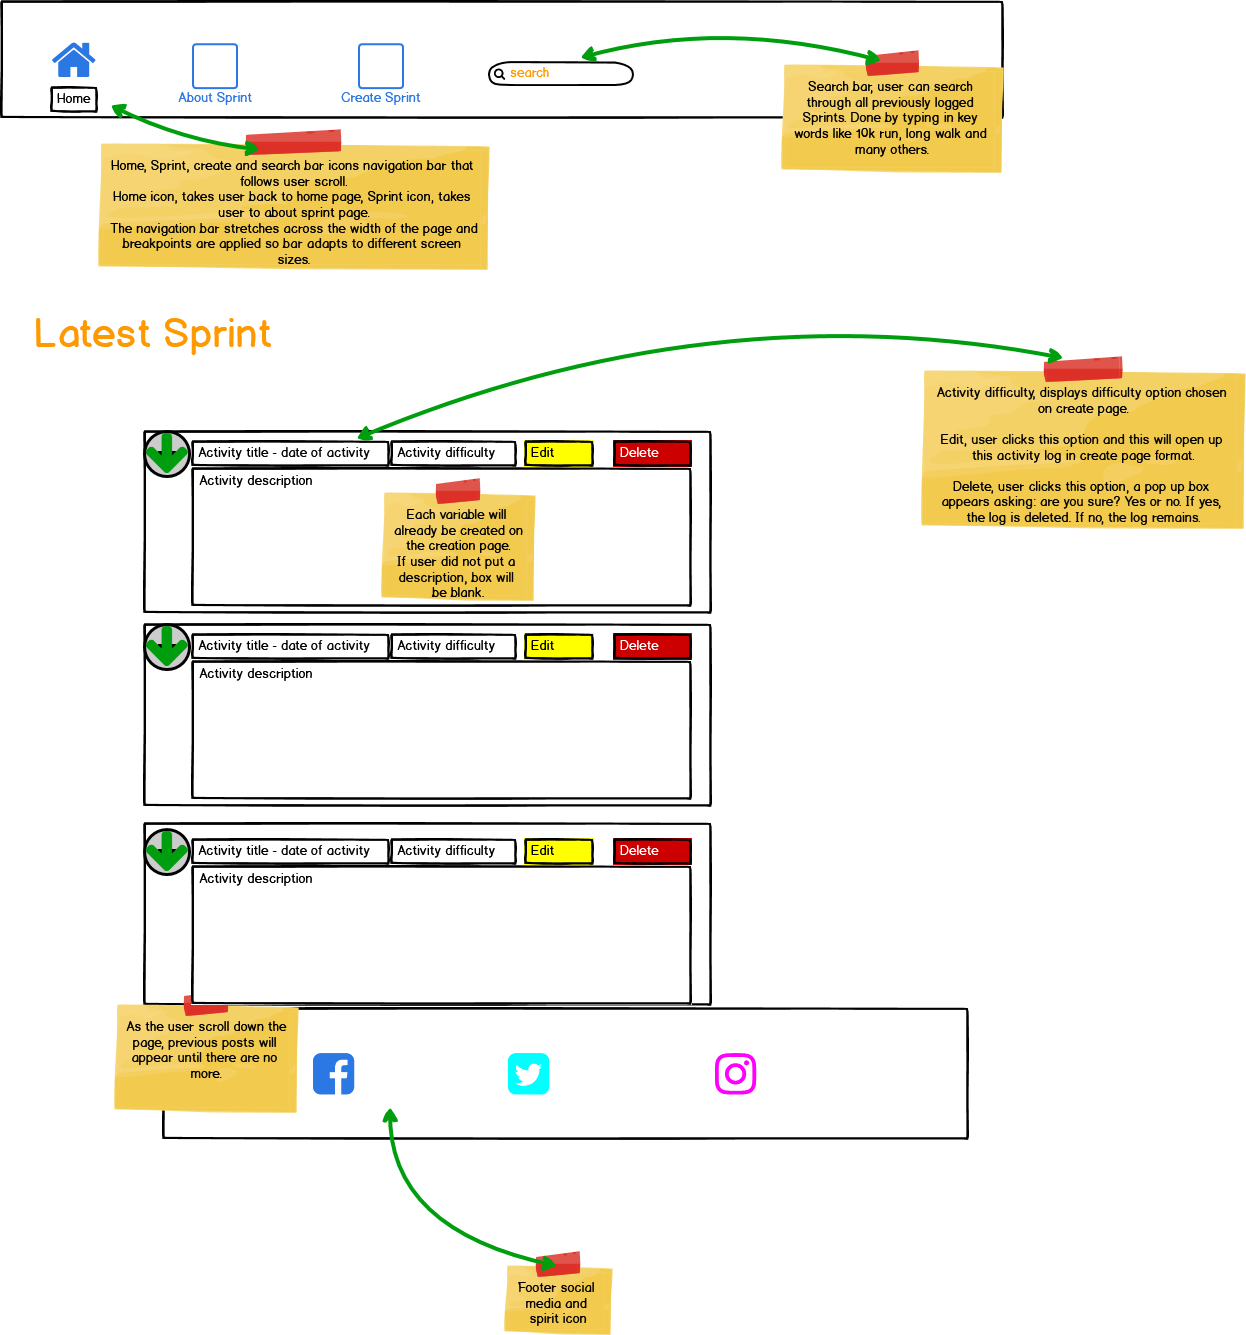 Home
About Sprint
Create Sprint
search
Search bar, user can search
through all previously logged
Sprints. Done by typing in key
words like 10k run, long walk and
many others.
Home, Sprint, create and search bar icons navigation bar that
follows user scroll.
Home icon, takes user back to home page, Sprint icon, takes
user to about sprint page.
The navigation bar stretches across the width of the page and
breakpoints are applied so bar adapts to different screen
sizes.
Latest Sprint
Activity difficulty, displays difficulty option chosen
on create page.
Edit, user clicks this option and this will open up
this activity log in create page format.
Delete, user clicks this option, a pop up box
appears asking: are you sure? Yes or no. If yes,
the log is deleted. If no, the log remains.
Activity title - date of activity
Activity difficulty
Edit
Delete
Activity description
Each variable will
already be created on
the creation page.
If user did not put a
description, box will
be blank.
Activity title - date of activity
Activity difficulty
Edit
Delete
Activity description
Activity title - date of activity
Activity difficulty
Edit
Delete
Activity description
As the user scroll down the
page, previous posts will
appear until there are no
more.
Footer social
media and
spirit icon